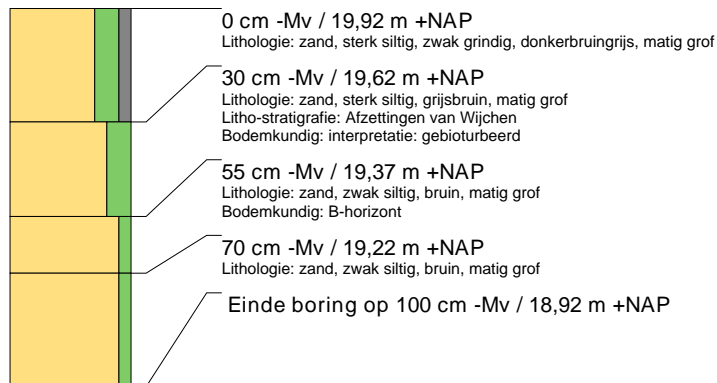 0 cm -Mv / 19,92 m +NAP
Lithologie: zand, sterk siltig, zwak grindig, donkerbruingrijs, matig grof
30 cm -Mv / 19,62 m +NAP
Lithologie: zand, sterk siltig, grijsbruin, matig grof
Litho-stratigrafie: Afzettingen van Wijchen
Bodemkundig: interpretatie: gebioturbeerd
55 cm -Mv / 19,37 m +NAP
Lithologie: zand, zwak siltig, bruin, matig grof
Bodemkundig: B-horizont
70 cm -Mv / 19,22 m +NAP
Lithologie: zand, zwak siltig, bruin, matig grof
Einde boring op 100 cm -Mv / 18,92 m +NAP